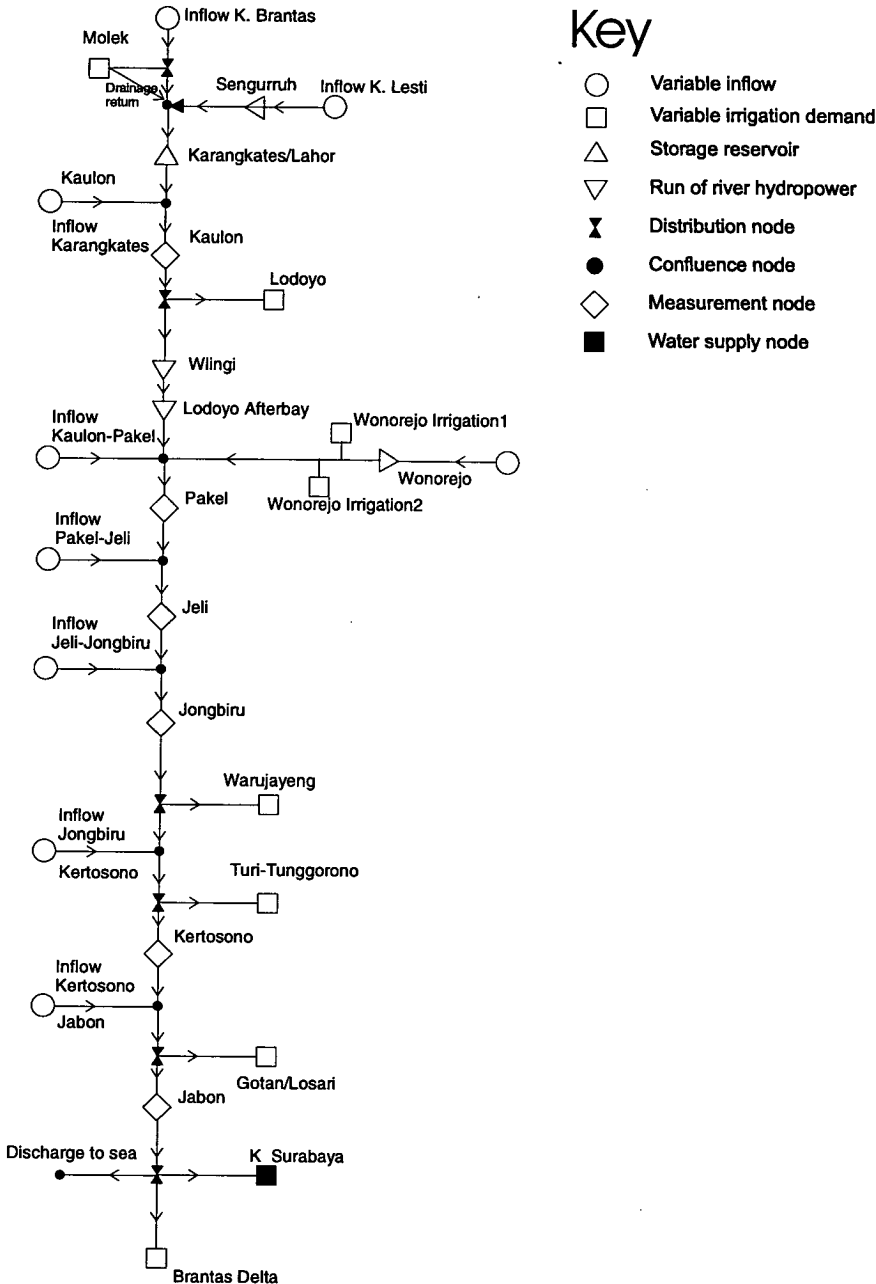 Inflow K. Brantas
Molek
Drainage
return
Sengurruh
Inflow K. Lesti
Karangkates/Lahor
Kaulon
Inflow
Karangkates
Kaulon
Lodoyo
Wlingi
Lodoyo Afterbay
Inflow
Kaulon-Pakel
Wonorejo Irrigation1
Wonorejo
Wonorejo Irrigation2
Pakel
Inflow
Pakel-Jeli
Jeli
Inflow
Jeli-Jongbiru
Jongbiru
Warujayeng
Inflow
Jongbiru
Kertosono
Turi-Tunggorono
Kertosono
Inflow
Kertosono
Jabon
Gotan/Losari
Jabon
Discharge to sea
K Surabaya
Brantas Delta
Key
Variable inflow
Variable irrigation demand
Storage reservoir
Run of river hydropower
Distribution node
Confluence node
Measurement node
Water supply node